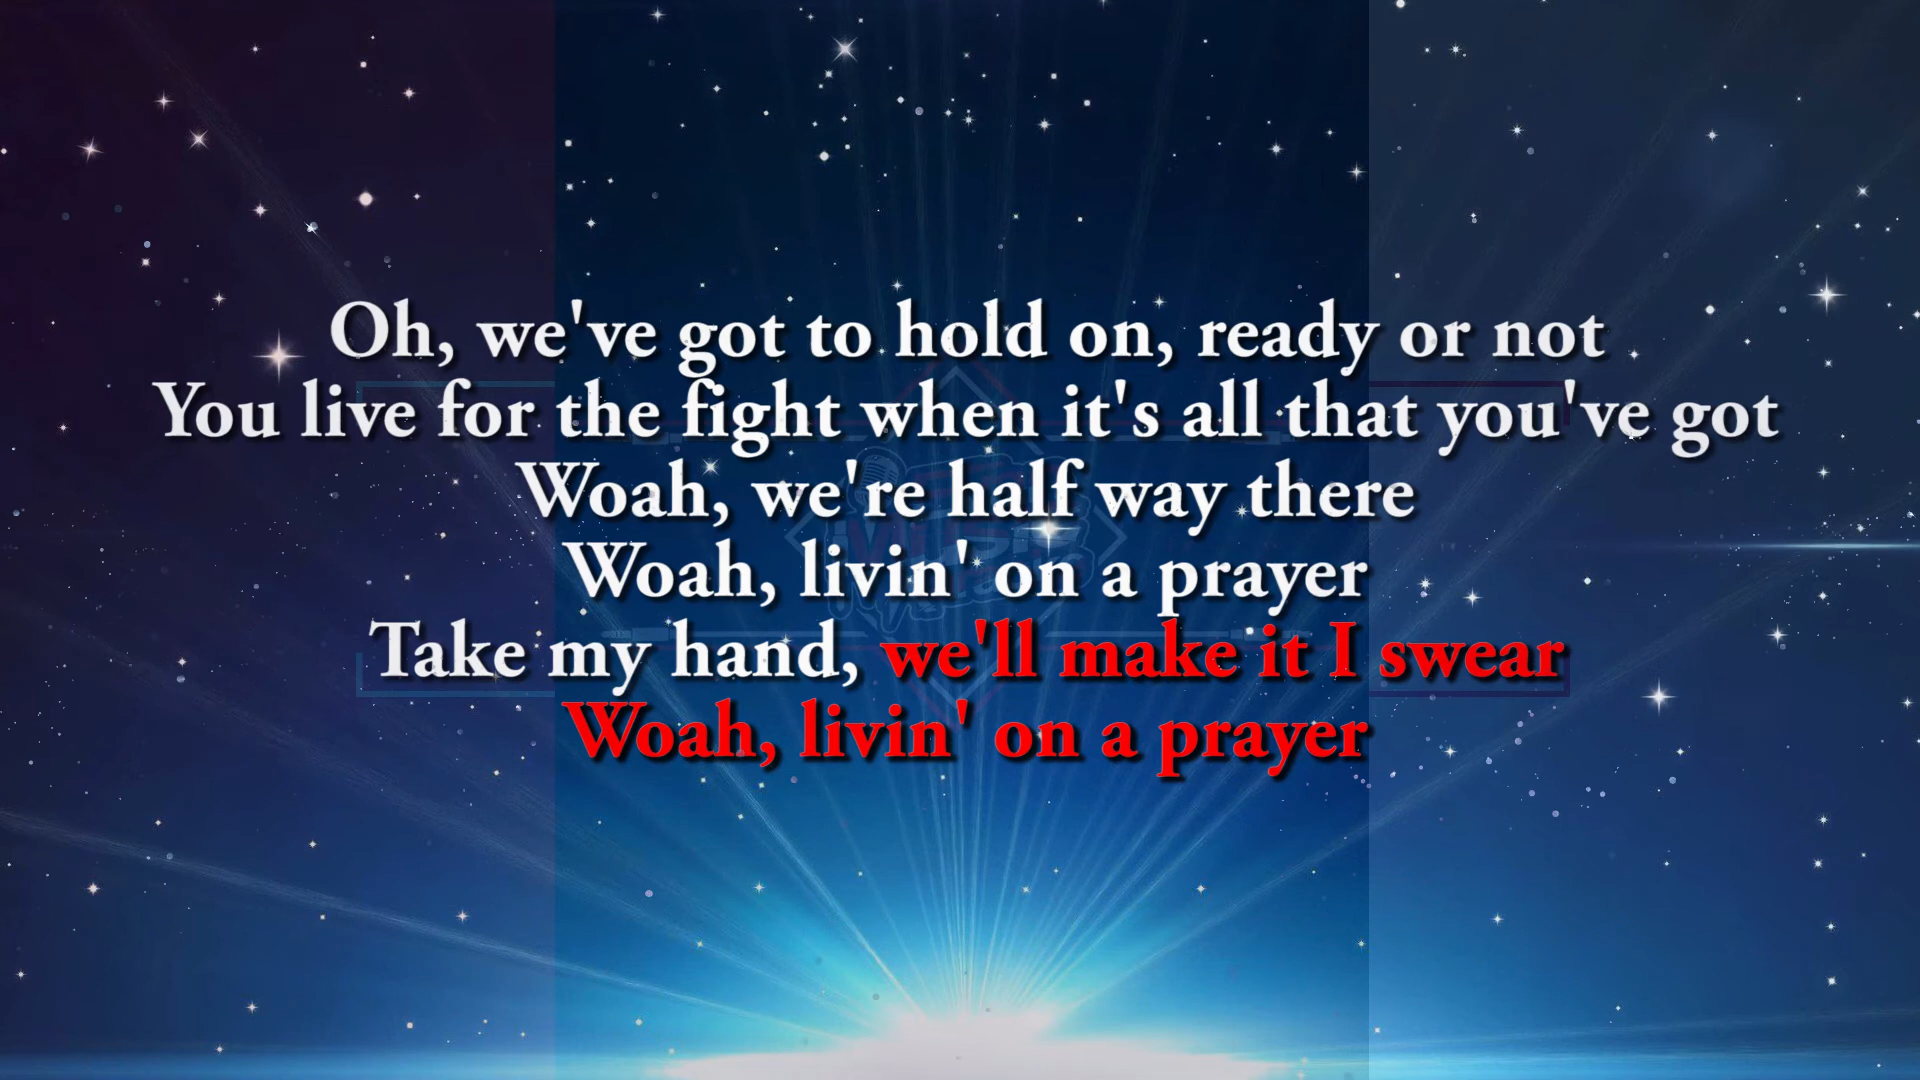 Oh, we've got to hold on, ready or not
You live for the fight when it's all that you've got
Woah, we're half way there
Woah, livin' on a prayer
Take my hand, we'll make it I swear
Woah, livin' on a prayer